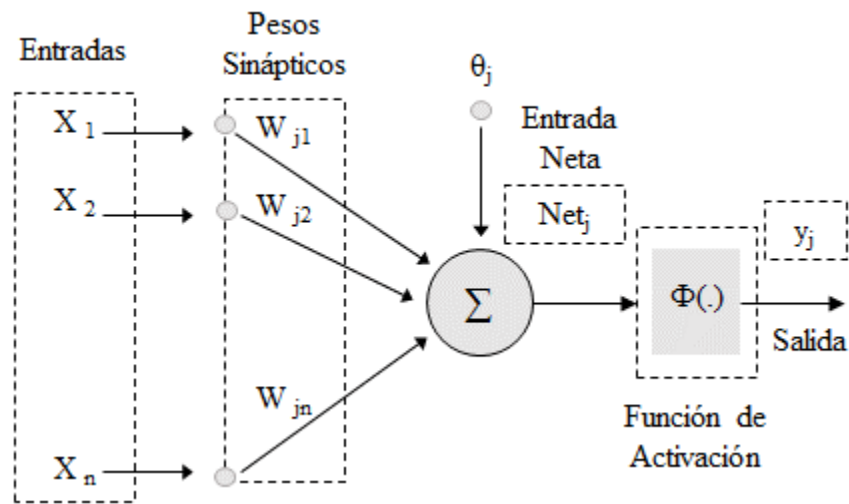 Entradas
Pesos
Sinápticos
X 1
X 2
X n
W j1
W j2
W jn
θj
Σ
Entrada
Neta
Netj
Φ(.)
Función de
Activación
yj
Salida